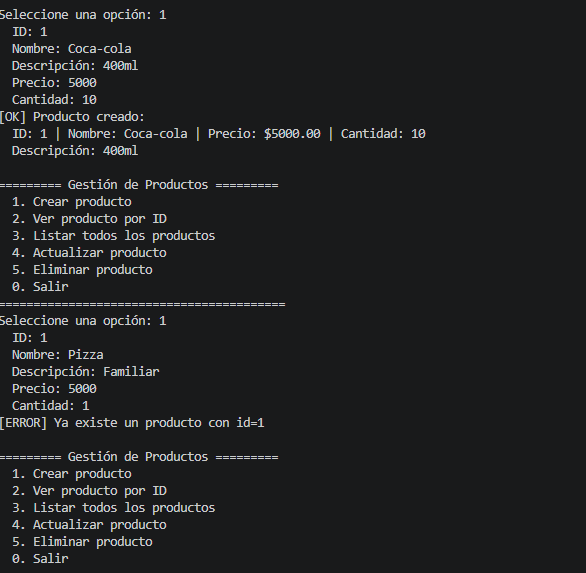 Seleccione una opción: 1
  ID: 1
  Nombre: Coca-cola
  Descripción: 400ml
  Precio: 5000
  Cantidad: 10
[OK] Producto creado:
  ID: 1 | Nombre: Coca-cola | Precio: $5000.00 | Cantidad: 10
  Descripción: 400ml

========= Gestión de Productos =========
  1. Crear producto
  2. Ver producto por ID
  3. Listar todos los productos
  4. Actualizar producto
  5. Eliminar producto
  0. Salir
=========================================
Seleccione una opción: 1
  ID: 1
  Nombre: Pizza
  Descripción: Familiar
  Precio: 5000
  Cantidad: 1
[ERROR] Ya existe un producto con id=1

========= Gestión de Productos =========
  1. Crear producto
  2. Ver producto por ID
  3. Listar todos los productos
  4. Actualizar producto
  5. Eliminar producto
  0. Salir